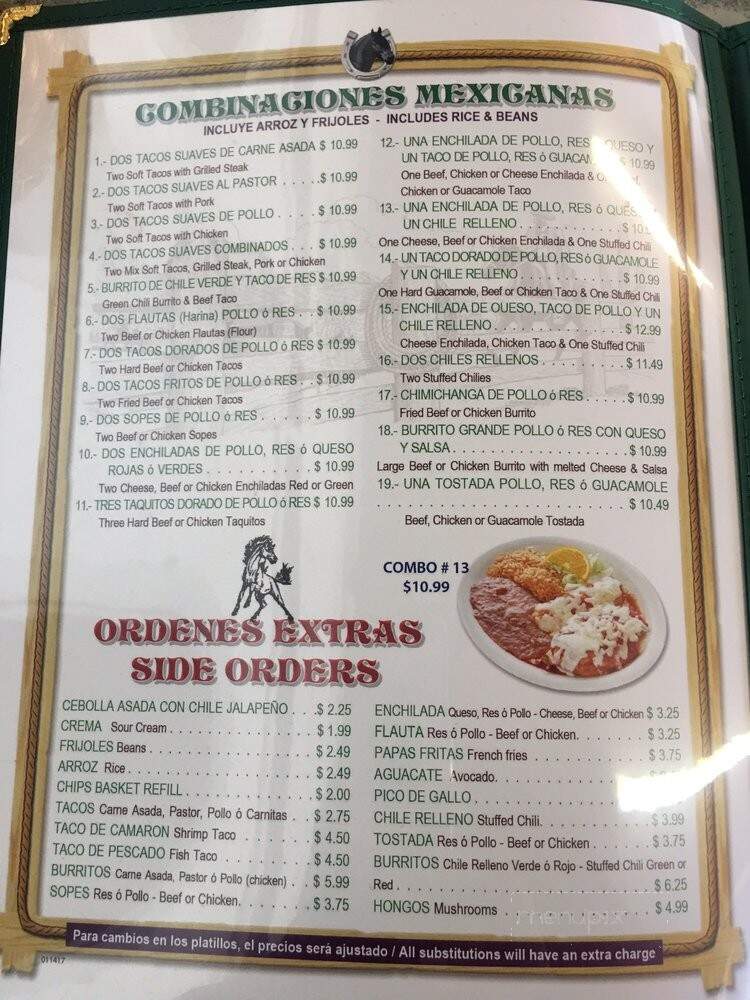 COMBINACIONES MEXICANAS
INCLUYE ARROZ Y FRIJOLES - INCLUDES RICE & BEANS
1.- DOS TACOS SUAVES DE CARNE ASADA $ 10.99
Two Soft Tacos with Grilled Steak
2.- DOS TACOS SUAVES AL PASTOR . . . . .$ 10.99
Two Soft Tacos with Pork
3.- DOS TACOS SUAVES DE POLLO . . . . $ 10.99
Two Soft Tacos with Chicken
4.- DOS TACOS SUAVES COMBINADOS . . . $ 10.99
Two Mix Soft Tacos, Grilled Steak, Pork or Chicken
5.- BURRITO DE CHILE VERDE Y TACO DE RES $ 10.99
Green Chili Burrito & Beef Taco
6.- DOS FLAUTAS (Harina) POLLO ó RES . . $ 10.99
Two Beef or Chicken Flautas (Flour)
7.- DOS TACOS DORADOS DE POLLO ó RES $ 10.99
Two Hard Beef or Chicken Tacos
8.- DOS TACOS FRITOS DE POLLO ó RES . . $ 10.99
Two Fried Beef or Chicken Tacos
9.- DOS SOPES DE POLLO ó RES . . . . . . $ 10.99
Two Beef or Chicken Sopes
10.- DOS ENCHILADAS DE POLLO, RES ó QUESO
ROJAS ó VERDES . . . . . . . . . . . $ 10.99
Two Cheese, Beef or Chicken Enchiladas Red or Green
11.- TRES TAQUITOS DORADO DE POLLO ó RES $ 10.99
Three Hard Beef or Chicken Taquitos
12.- UNA ENCHILADA DE POLLO, RES QUESO Y
UN TACO DE POLLO, RES ó $ 10.99
One Beef, Chicken or Cheese Enchilada &
Chicken or Guacamole Taco
13.- UNA ENCHILADA DE POLLO, RES ó
UN CHILE RELLENO . . . . . . . . . . . . $
One Cheese, Beef or Chicken Enchilada & One Stuffed Chili
14.- UN TACO DORADO DE POLLO, RES ó GUACAMOLE
Y UN CHILE RELLENO . . . . . . . . . . . . $ 10.99
One Hard Guacamole, Beef or Chicken Taco & One Stuffed Chili
15.- ENCHILADA DE QUESO, TACO DE POLLO Y UN
CHILE RELLENO . . . . . . . . . . . . . . . $ 12.99
Cheese Enchilada, Chicken Taco & One Stuffed Chili
16.- DOS CHILES RELLENOS . . . . . . . . . $ 11.49
Two Stuffed Chilies
17.- CHIMICHANGA DE POLLO ó RES . . . . . $ 10.99
Fried Beef or Chicken Burrito
18.- BURRITO GRANDE POLLO ó RES CON QUESO
Y SALSA . . . . . . . . . . . . . . . . . . . $ 10.99
Large Beef or Chicken Burrito with melted Cheese & Salsa
19.- UNA TOSTADA POLLO, RES ó GUACAMOLE
. . . . . . . . . . . . . . . . . . . . . . . . $ 10.49
Beef, Chicken or Guacamole Tostada
COMBO # 13
$10.99
ORDENES EXTRAS
SIDE ORDERS
CEBOLLA ASADA CON CHILE JALAPEÑO . . .$ 2.25
CREMA Sour Cream . . . . . . . . . . . . . . $ 1.99
FRIJOLES Beans . . . . . . . . . . . . . . . . $ 2.49
ARROZ Rice . . . . . . . . . . . . . . . . . . $ 2.49
CHIPS BASKET REFILL . . . . . . . . . . . . $ 2.00
TACOS Carne Asada, Pastor, Pollo ó Carnitas . . $ 2.75
TACO DE CAMARON Shrimp Taco . . . . . . . $ 4.50
TACO DE PESCADO Fish Taco . . . . . . . . $ 4.50
BURRITOS Carne Asada, Pastor ó Pollo (chicken) . . $ 5.99
SOPES Res ó Pollo - Beef or Chicken. . . . . . . . $ 3.75
ENCHILADA Queso, Res ó Pollo - Cheese, Beef or Chicken $ 3.25
FLAUTA Res ó Pollo - Beef or Chicken. . . . . . . . $ 3.25
PAPAS FRITAS French fries . . . . . . . . . . . . . $ 3.75
AGUACATE Avocado. . . . . . . . . . . . .
PICO DE GALLO . . . . . . . . . . . . . .
CHILE RELLENO Stuffed Chili. . . . . . . . . . . . $ 3.99
TOSTADA Res ó Pollo - Beef or Chicken . . . . . . $ 3.75
BURRITOS Chile Relleno Verde ó Rojo - Stuffed Chili Green or
Red . . . . . . . . . . . . . . . . . . . . . . . . . . $ 6.25
HONGOS Mushrooms . . . . . . . . . . . . . . . $ 4.99
menupix
Para cambios en los platillos, el precios será ajustado / All substitutions will have an extra charge
011417